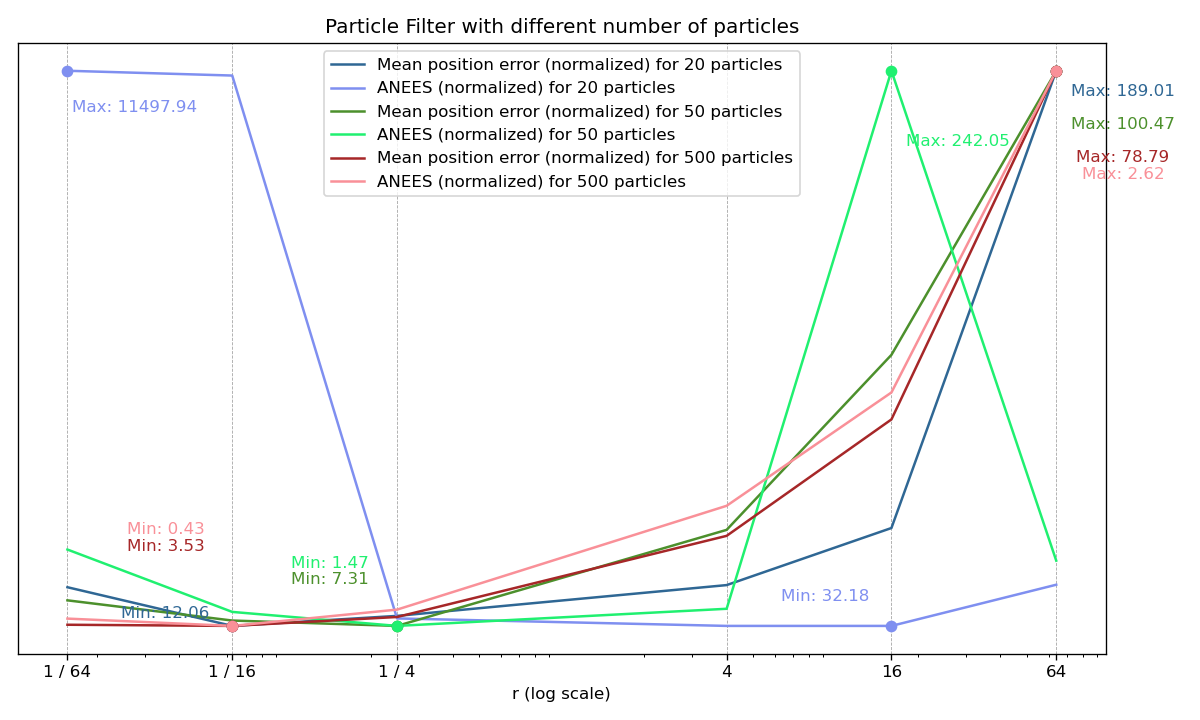 Particle Filter with different number of particles
Mean position error (normalized) for 20 particles
ANEES (normalized) for 20 particles
Mean position error (normalized) for 50 particles
ANEES (normalized) for 50 particles
Mean position error (normalized) for 500 particles
ANEES (normalized) for 500 particles
Max: 11497.94
Max: 189.01
Max: 100.47
Max: 242.05
Max: 78.79
Max: 2.62
Min: 0.43
Min: 3.53
Min: 1.47
Min: 7.31
Min: 12.06
Min: 32.18
1 / 64
1 / 16
1 / 4
4
16
64
r (log scale)